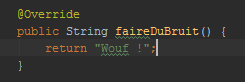 @Override
public String faireDuBruit() {
return "Wouf !";
}